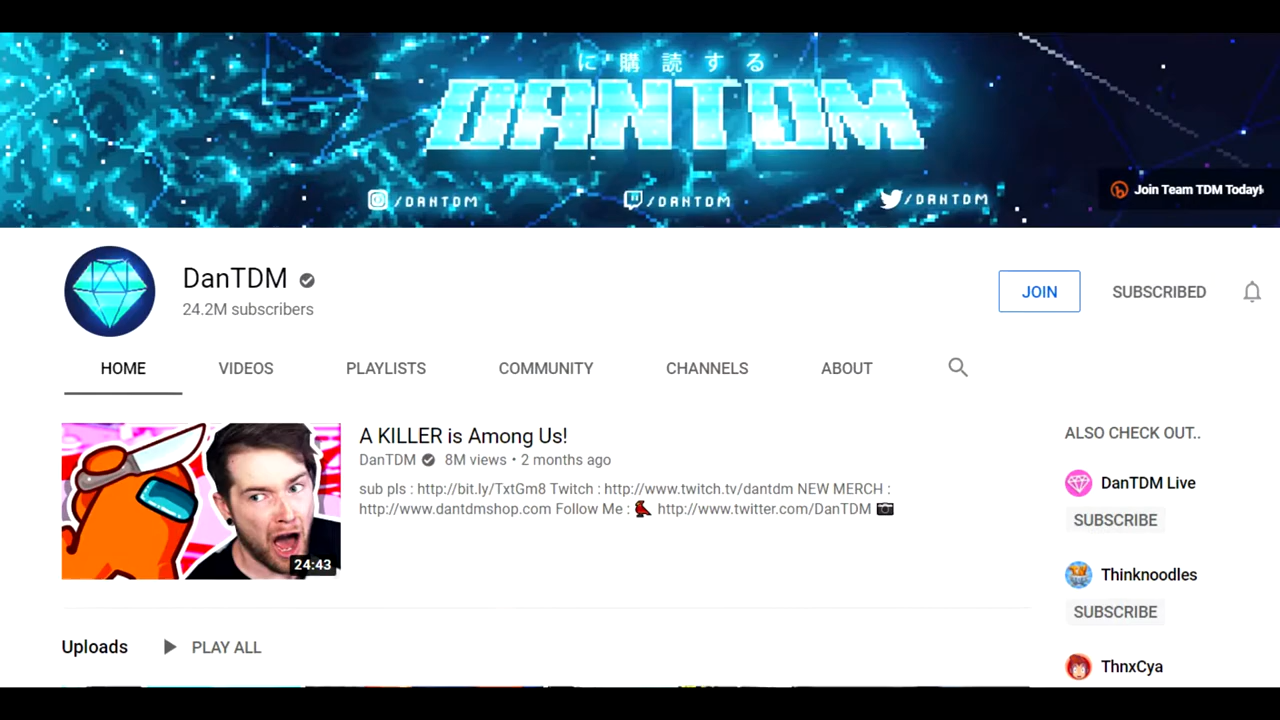 に購読する
DANTDM
/DANTDM
/DANTDM
/DANTDM
Join Team TDM Today!
DanTDM
24.2M subscribers
JOIN
SUBSCRIBED
HOME
VIDEOS
PLAYLISTS
COMMUNITY
CHANNELS
ABOUT
A KILLER is Among Us!
DanTDM 8M views • 2 months ago
sub pls : http://bit.ly/TxtGm8 Twitch : http://www.twitch.tv/dantdm NEW MERCH :
http://www.dantdmshop.com Follow Me : http://www.twitter.com/DanTDM
24:43
ALSO CHECK OUT..
DanTDM Live
SUBSCRIBE
Thinknoodles
SUBSCRIBE
ThnxCya
Uploads
PLAY ALL